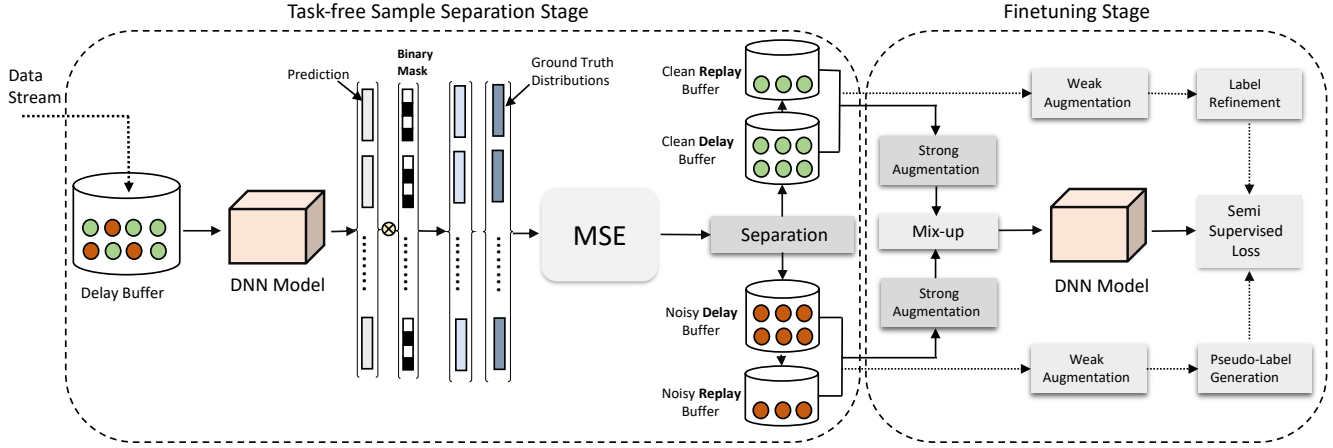 Task-free Sample Separation Stage
Finetuning Stage
Data
Stream
Delay Buffer
DNN Model
Prediction
Binary
Mask
Ground Truth
Distributions
MSE
Separation
Clean Replay
Buffer
Clean Delay
Buffer
Noisy Delay
Buffer
Noisy Replay
Buffer
Strong
Augmentation
Mix-up
Strong
Augmentation
DNN Model
Weak
Augmentation
Label
Refinement
Semi
Supervised
Loss
Weak
Augmentation
Pseudo-Label
Generation